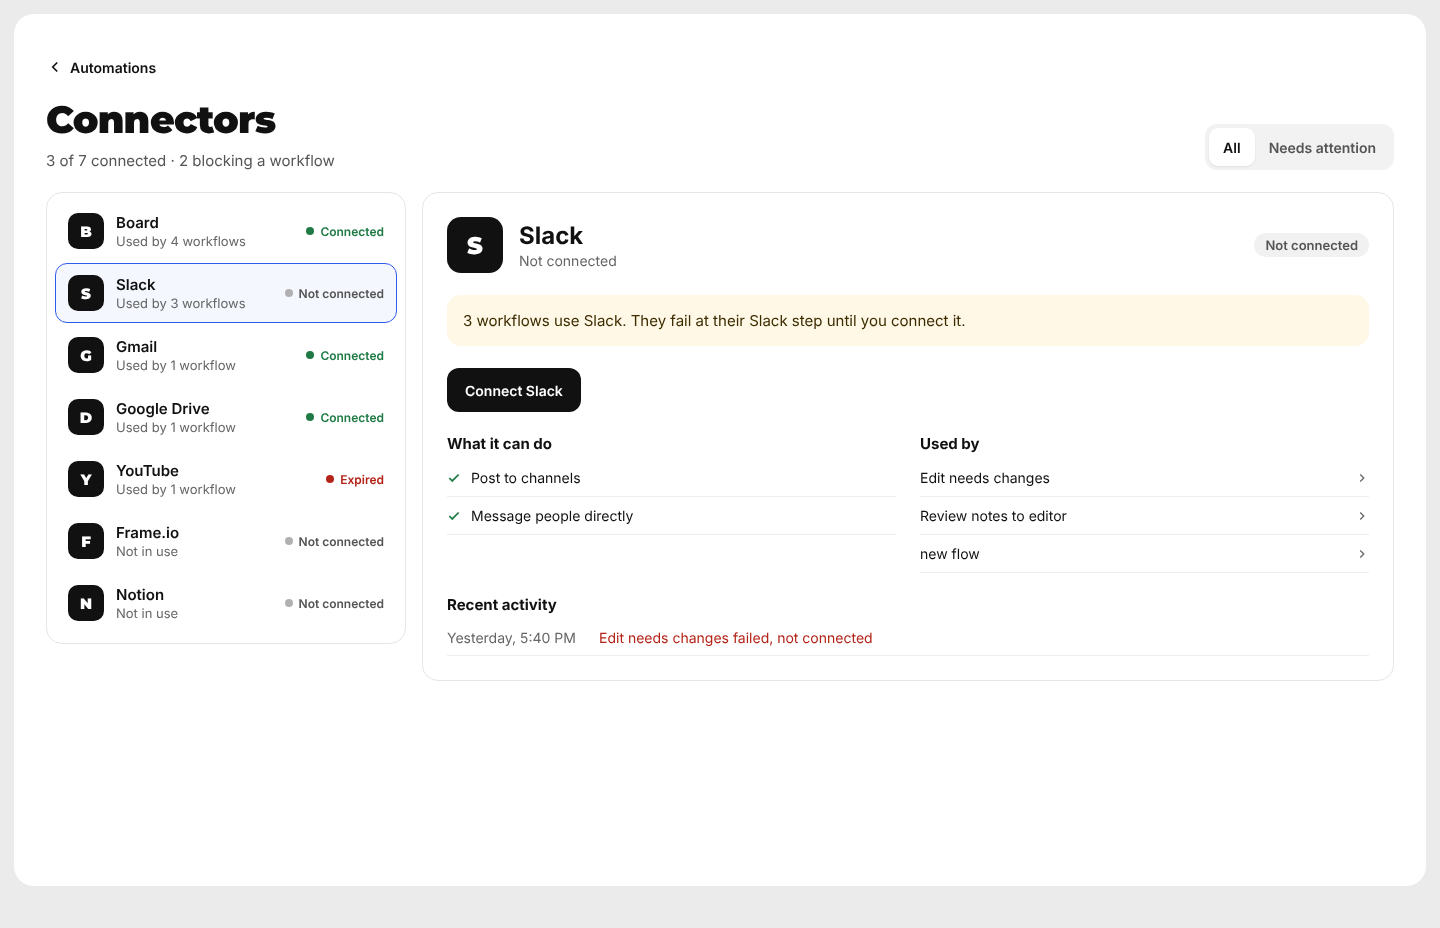 Automations
Connectors
3 of 7 connected · 2 blocking a workflow
All
Needs attention
B
Board
Used by 4 workflows
Connected
S
Slack
Used by 3 workflows
Not connected
G
Gmail
Used by 1 workflow
Connected
D
Google Drive
Used by 1 workflow
Connected
Y
YouTube
Used by 1 workflow
Expired
F
Frame.io
Not in use
Not connected
N
Notion
Not in use
Not connected
S
Slack
Not connected
Not connected
3 workflows use Slack. They fail at their Slack step until you connect it.
Connect Slack
What it can do
Post to channels
Message people directly
Used by
Edit needs changes
Review notes to editor
new flow
Recent activity
Yesterday, 5:40 PM
Edit needs changes failed, not connected